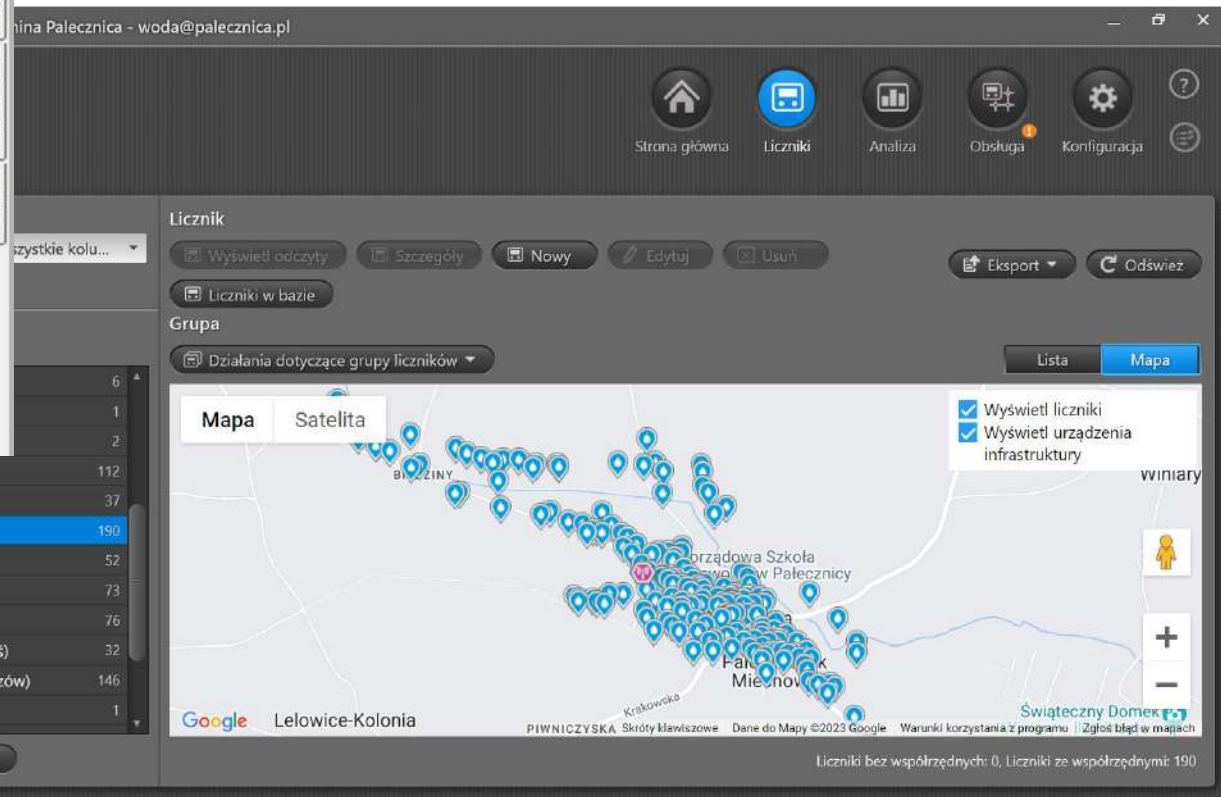 nina Palecznica - woda@palecznica.pl
Strona główna
Liczniki
Analiza
Obsługa
Konfiguracja
?
Licznik
szystkie kolu...
Wyświetl odczyty
Szczegóły
Nowy
Edytuj
Usuń
Eksport
Odśwież
Liczniki w bazie
Grupa
Działania dotyczące grupy liczników
Lista
Mapa
6
1
2
112
37
190
52
73
76
ś) 32
zów) 146
1
Mapa
Satelita
Wyświetl liczniki
Wyświetl urządzenia
infrastruktury
Winiary
Pałecznicy
Krakowska
Google
Lelowice-Kolonia
PIWNICZYSKA
Świąteczny Domek
Skróty klawiszowe
Dane do Mapy ©2023 Google
Warunki korzystania z programu
Zgłoś błąd w mapach
Liczniki bez współrzędnych: 0, Liczniki ze współrzędnymi: 190